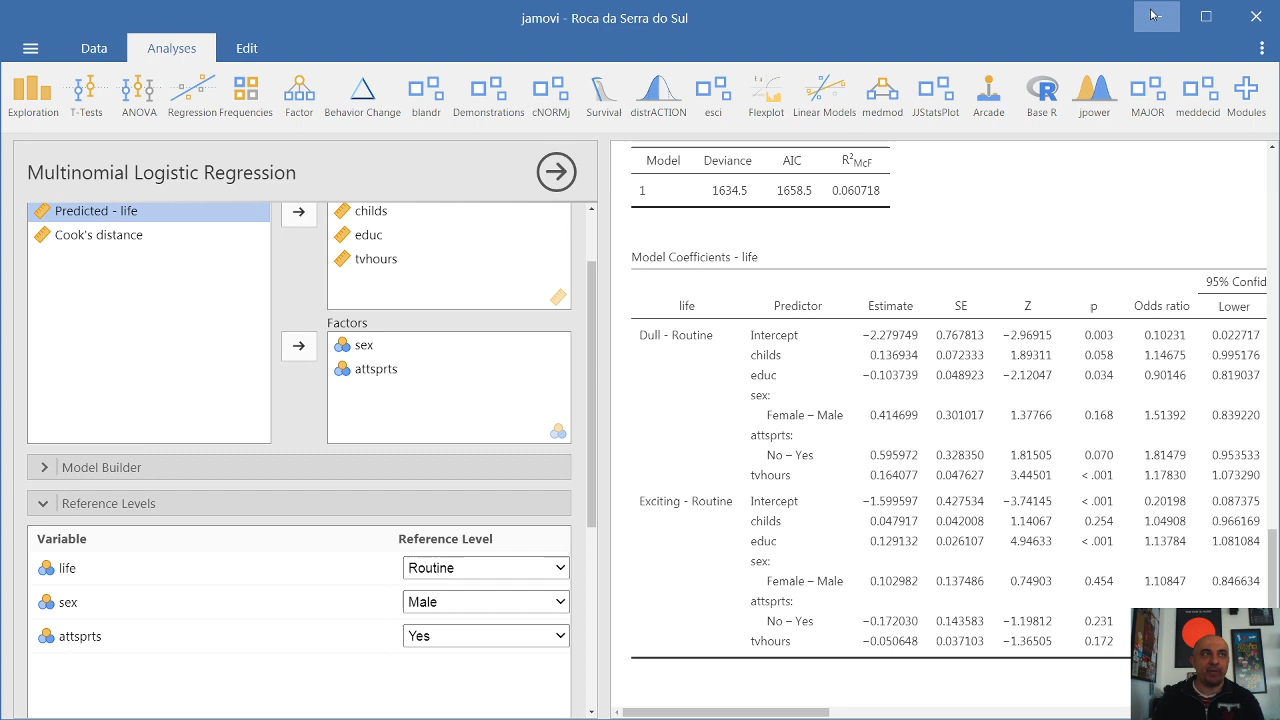 jamovi - Roca da Serra do Sul
Data Analyses Edit
Exploration T-Tests ANOVA Regression Frequencies Factor Behavior Change blandr Demonstrations cNORMj Survival distrACTION esci Flexplot Linear Models medmod JJStatsPlot Arcade Base R jpower MAJOR meddecid Modules
Multinomial Logistic Regression
Predicted - life
Cook's distance
childs
educ
tvhours
Factors
sex
attsprts
Model Builder
Reference Levels
Variable Reference Level
life Routine
sex Male
attsprts Yes
Model Deviance AIC R²McF
1 1634.5 1658.5 0.060718
Model Coefficients - life
95% Confid
life Predictor Estimate SE Z p Odds ratio Lower
Dull - Routine Intercept −2.279749 0.767813 −2.96915 0.003 0.10231 0.022717
childs 0.136934 0.072333 1.89311 0.058 1.14675 0.995176
educ −0.103739 0.048923 −2.12047 0.034 0.90146 0.819037
sex:
Female – Male 0.414699 0.301017 1.37766 0.168 1.51392 0.839220
attsprts:
No – Yes 0.595972 0.328350 1.81505 0.070 1.81479 0.953533
tvhours 0.164077 0.047627 3.44501 < .001 1.17830 1.073290
Exciting - Routine Intercept −1.599597 0.427534 −3.74145 < .001 0.20198 0.087375
childs 0.047917 0.042008 1.14067 0.254 1.04908 0.966169
educ 0.129132 0.026107 4.94633 < .001 1.13784 1.081084
sex:
Female – Male 0.102982 0.137486 0.74903 0.454 1.10847 0.846634
attsprts:
No – Yes −0.172030 0.143583 −1.19812 0.231
tvhours −0.050648 0.037103 −1.36505 0.172